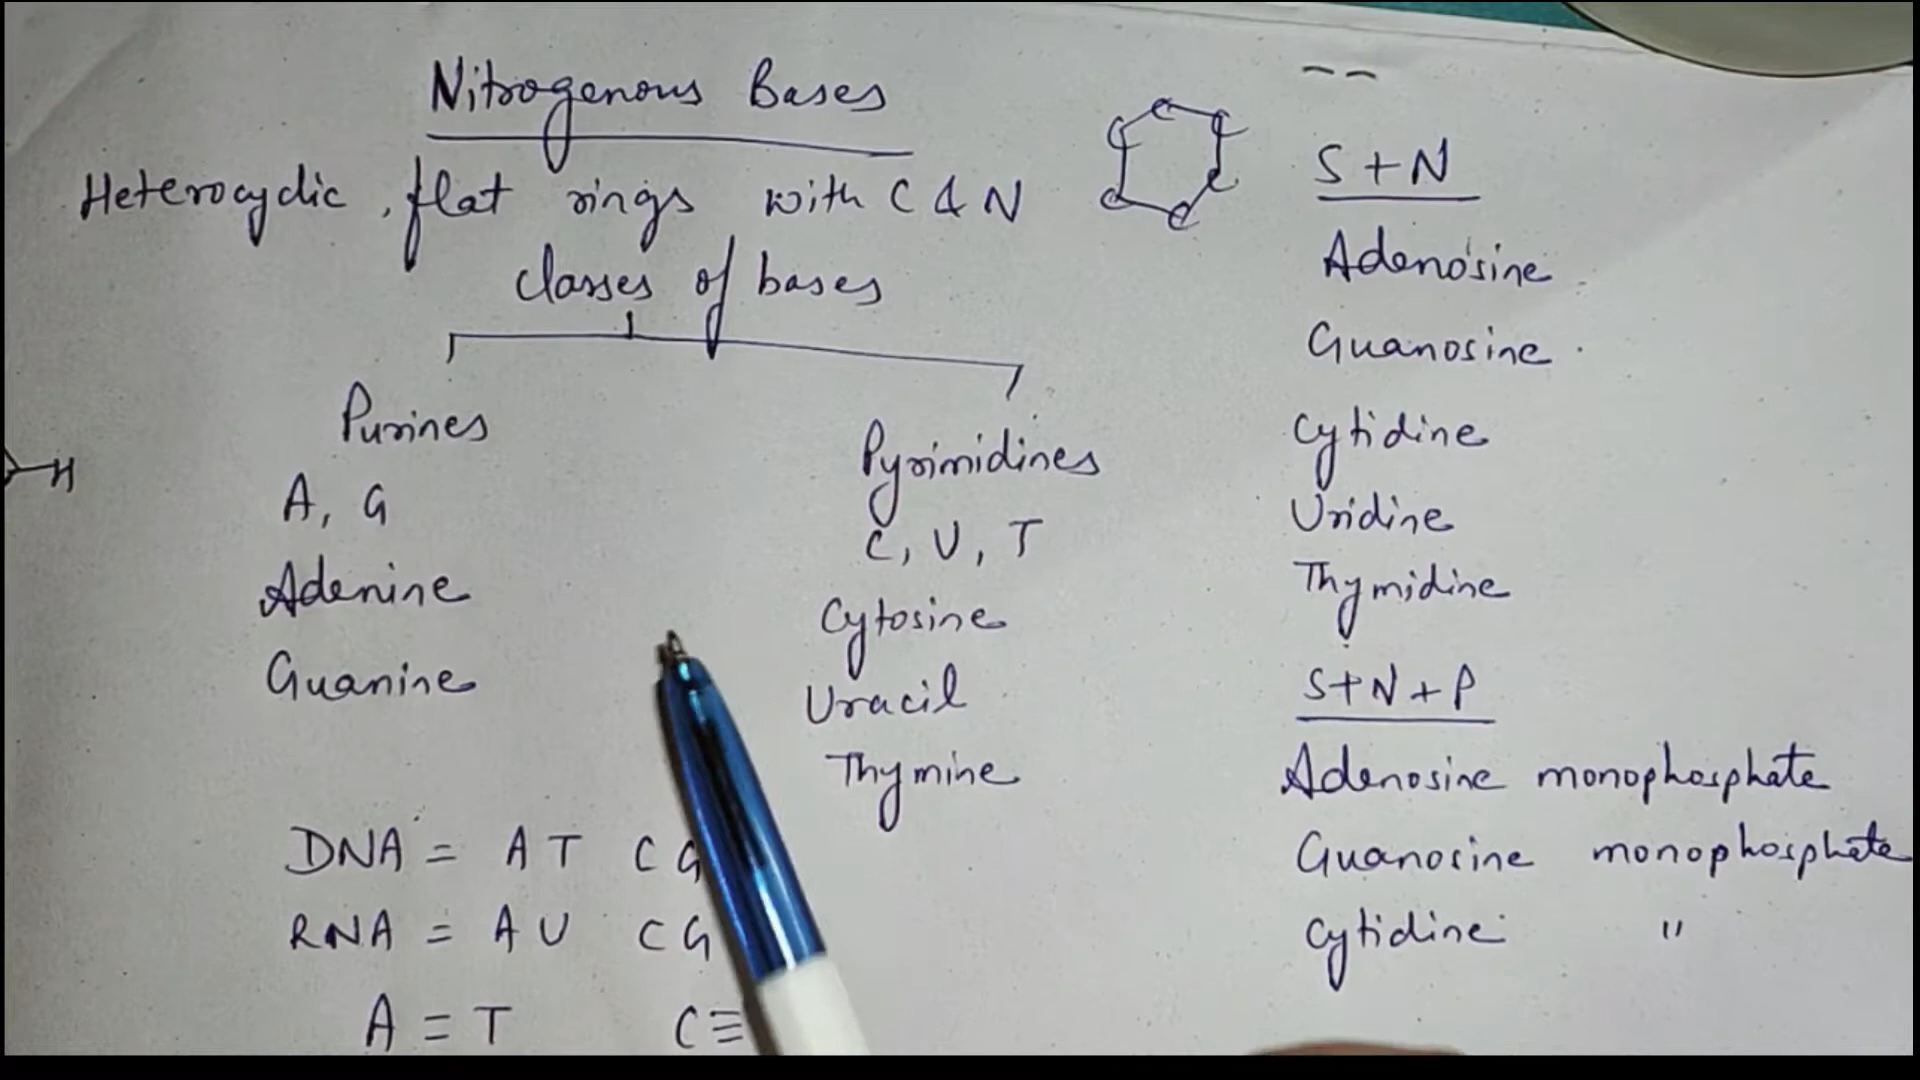 Nitrogenous Bases
Heterocyclic, flat rings with C & N
classes of bases
Purines
A, G
Adenine
Guanine
Pyrimidines
C, U, T
Cytosine
Uracil
Thymine
DNA = A T C G
RNA = A U C G
A = T C ≡
H
C C C C C C
S+N
Adenosine
Guanosine
Cytidine
Uridine
Thymidine
S+N+P
Adenosine monophosphate
Guanosine monophosphate
Cytidine "